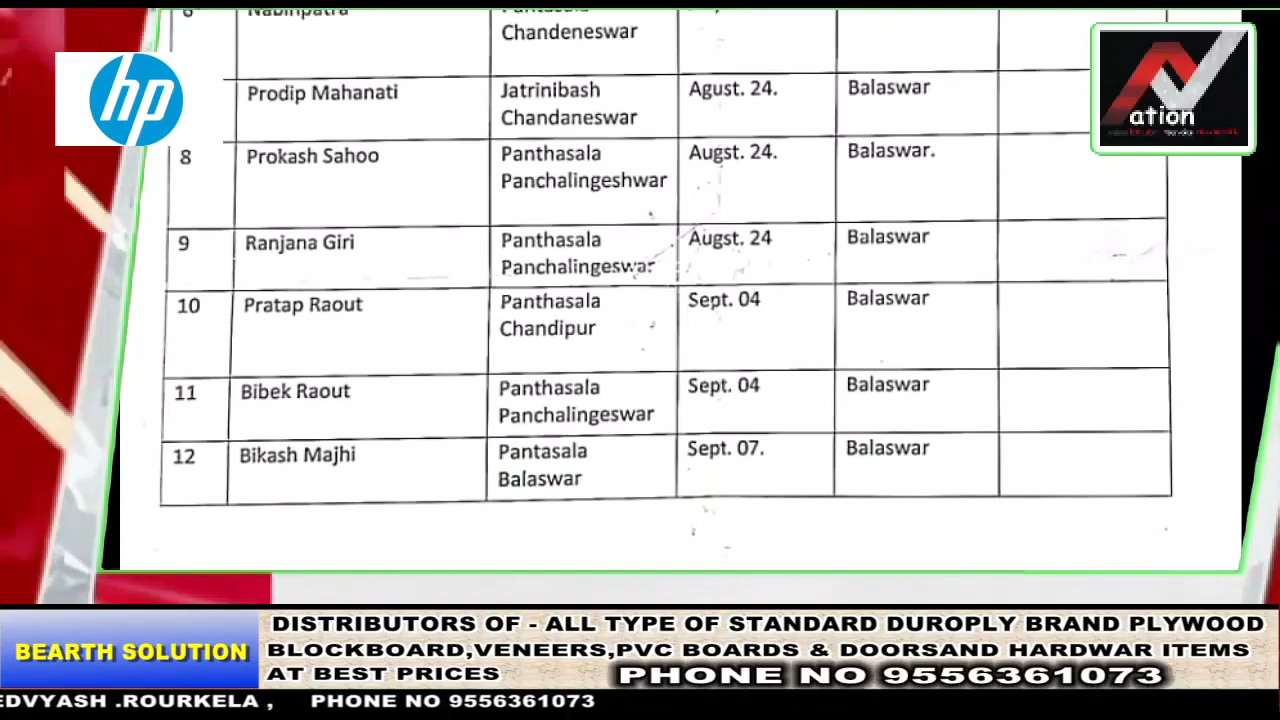 Nabinpatra
Chandeneswar
hp
Prodip Mahanati Jatrinibash Agust. 24. Balaswar
Chandaneswar
Nation
8 Prokash Sahoo Panthasala Augst. 24. Balaswar.
Panchalingeshwar
9 Ranjana Giri Panthasala Augst. 24 Balaswar
Panchalingeswar
10 Pratap Raout Panthasala Sept. 04 Balaswar
Chandipur
11 Bibek Raout Panthasala Sept. 04 Balaswar
Panchalingeswar
12 Bikash Majhi Pantasala Sept. 07. Balaswar
Balaswar
BEARTH SOLUTION
DISTRIBUTORS OF - ALL TYPE OF STANDARD DUROPLY BRAND PLYWOOD
BLOCKBOARD,VENEERS,PVC BOARDS & DOORSAND HARDWAR ITEMS
AT BEST PRICES PHONE NO 9556361073
EDVYASH .ROURKELA , PHONE NO 9556361073